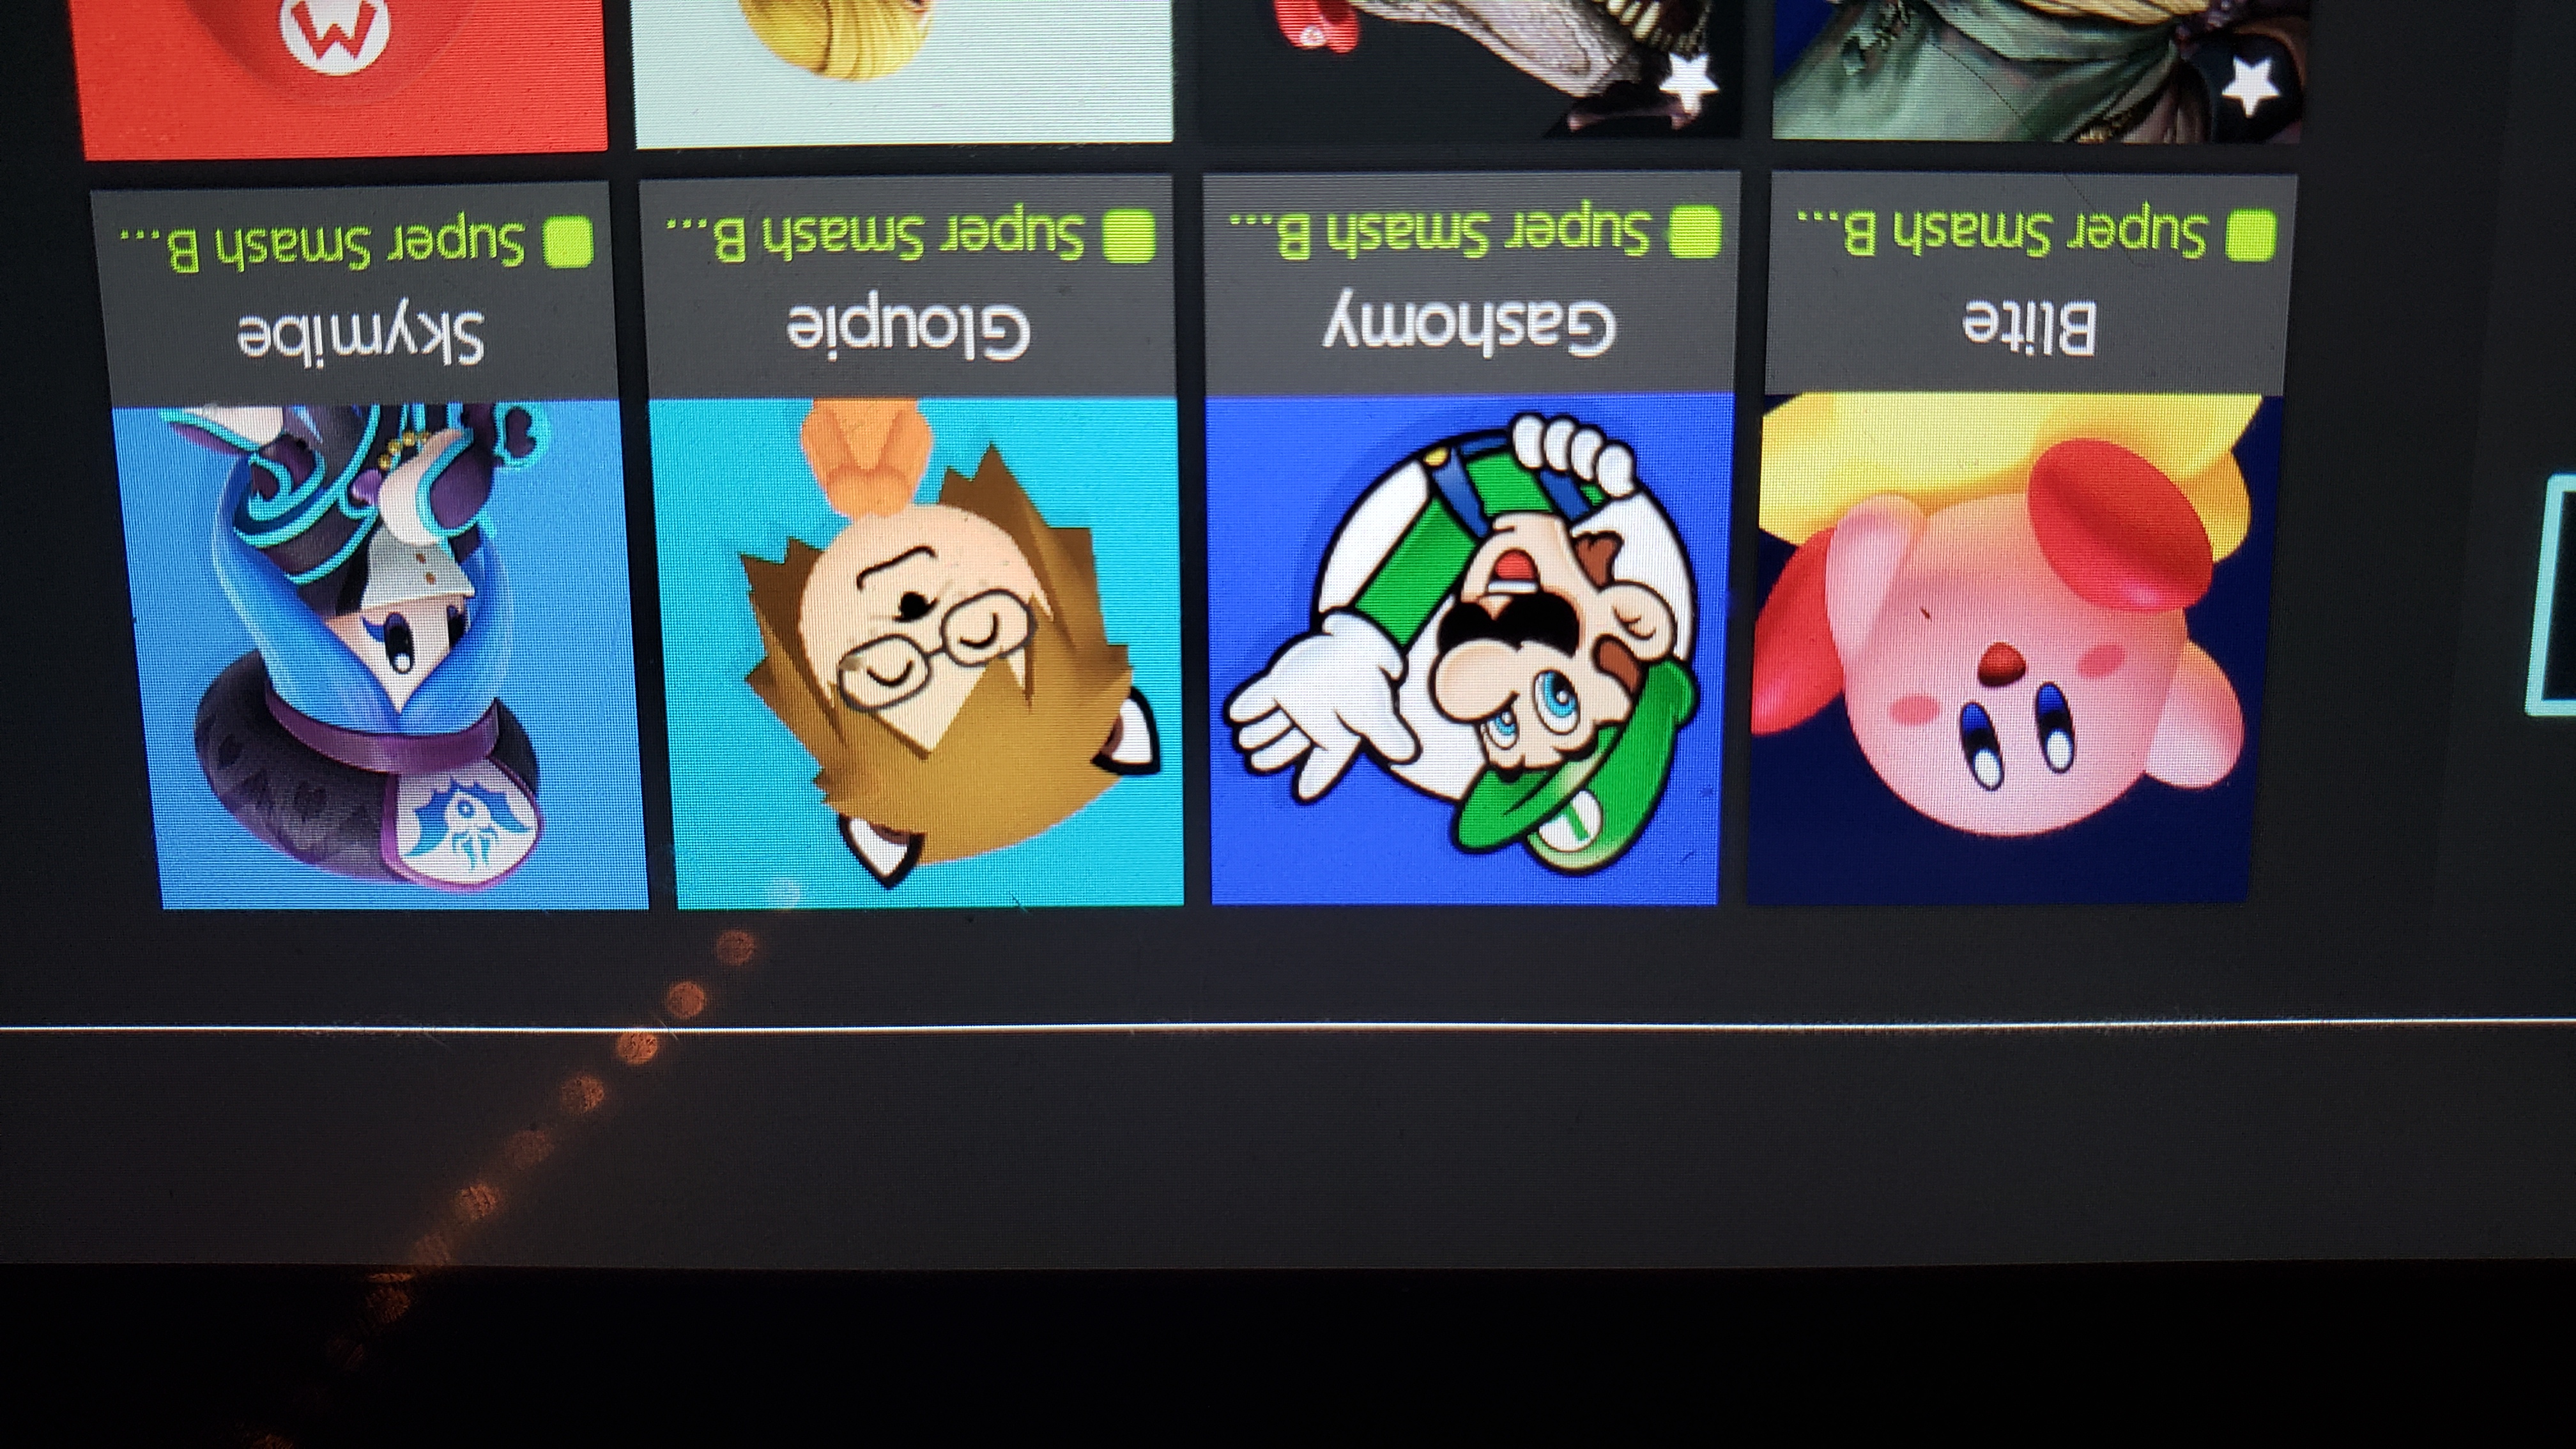 Blite
Super Smash B...
Gashomy
Super Smash B...
Gloupie
Super Smash B...
Skymibe
Super Smash B...
L
M